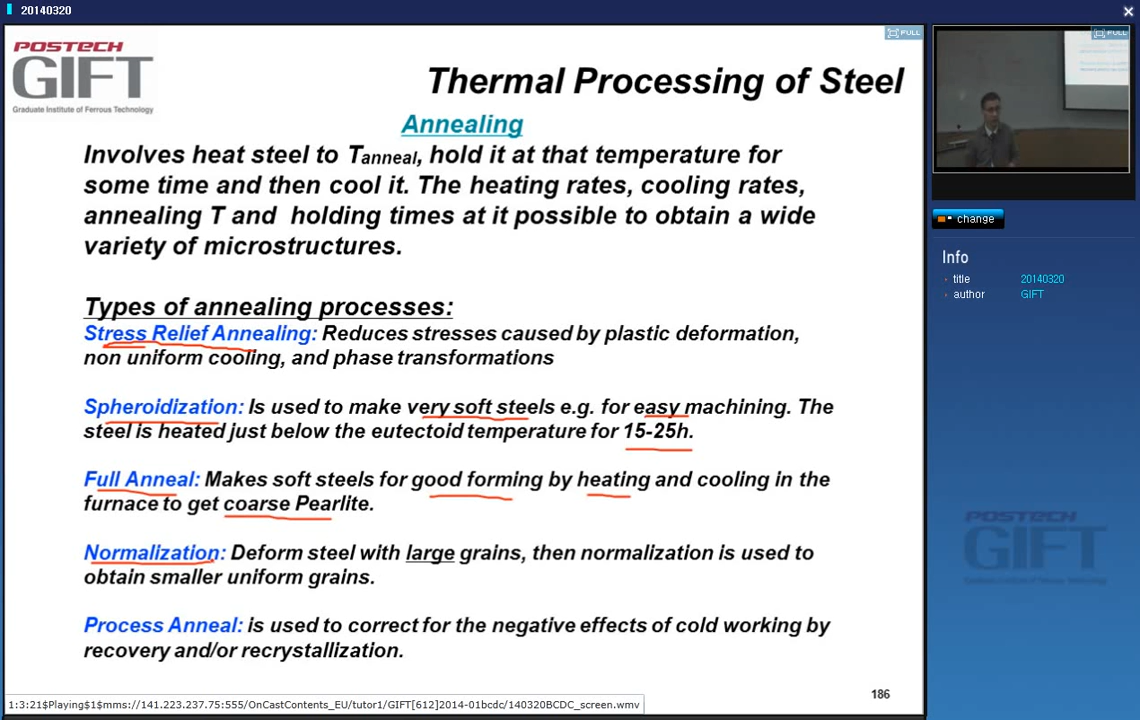 20140320
POSTECH
GIFT
Graduate Institute of Ferrous Technology
FULL
Thermal Processing of Steel
Annealing
Involves heat steel to Tanneal, hold it at that temperature for
some time and then cool it. The heating rates, cooling rates,
annealing T and holding times at it possible to obtain a wide
variety of microstructures.
Types of annealing processes:
Stress Relief Annealing: Reduces stresses caused by plastic deformation,
non uniform cooling, and phase transformations
Spheroidization: Is used to make very soft steels e.g. for easy machining. The
steel is heated just below the eutectoid temperature for 15-25h.
Full Anneal: Makes soft steels for good forming by heating and cooling in the
furnace to get coarse Pearlite.
Normalization: Deform steel with large grains, then normalization is used to
obtain smaller uniform grains.
Process Anneal: is used to correct for the negative effects of cold working by
recovery and/or recrystallization.
186
1:3:21$Playing$1$mms://141.223.237.75:555/OnCastContents_EU/tutor1/GIFT[612]2014-01bcdc/140320BCDC_screen.wmv
FULL
change
Info
title 20140320
author GIFT
POSTECH
GIFT